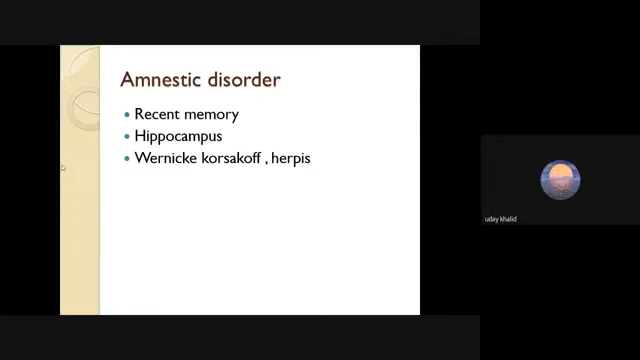 Amnestic disorder
Recent memory
Hippocampus
Wernicke korsakoff , herpis
uday khalid